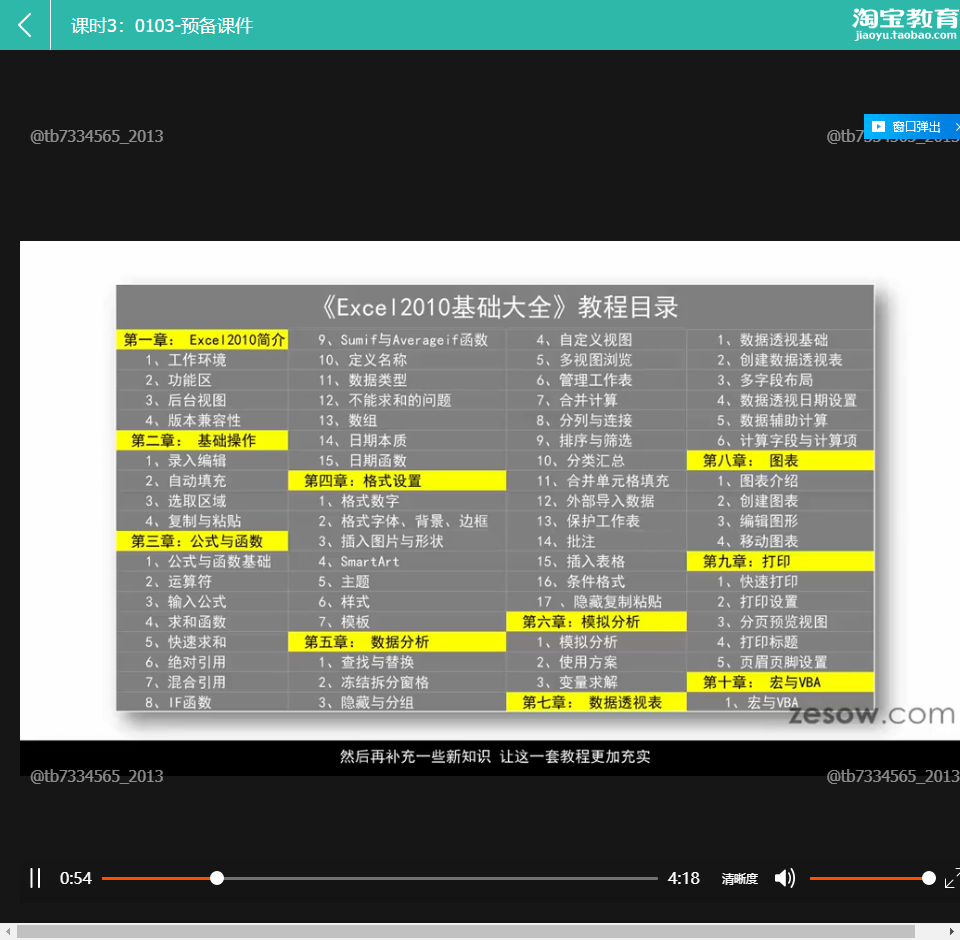 课时3：0103-预备课件
淘宝教育
jiaoyu.taobao.com
@tb7334565_2013
窗口弹出
《Excel2010基础大全》教程目录
第一章： Excel2010简介
1、工作环境
2、功能区
3、后台视图
4、版本兼容性
第二章： 基础操作
1、录入编辑
2、自动填充
3、选取区域
4、复制与粘贴
第三章：公式与函数
1、公式与函数基础
2、运算符
3、输入公式
4、求和函数
5、快速求和
6、绝对引用
7、混合引用
8、IF函数
9、Sumif与Averageif函数
10、定义名称
11、数据类型
12、不能求和的问题
13、数组
14、日期本质
15、日期函数
第四章：格式设置
1、格式数字
2、格式字体、背景、边框
3、插入图片与形状
4、SmartArt
5、主题
6、样式
7、模板
第五章： 数据分析
1、查找与替换
2、冻结拆分窗格
3、隐藏与分组
4、自定义视图
5、多视图浏览
6、管理工作表
7、合并计算
8、分列与连接
9、排序与筛选
10、分类汇总
11、合并单元格填充
12、外部导入数据
13、保护工作表
14、批注
15、插入表格
16、条件格式
17 、隐藏复制粘贴
第六章：模拟分析
1、模拟分析
2、使用方案
3、变量求解
第七章： 数据透视表
1、数据透视基础
2、创建数据透视表
3、多字段布局
4、数据透视日期设置
5、数据辅助计算
6、计算字段与计算项
第八章： 图表
1、图表介绍
2、创建图表
3、编辑图形
4、移动图表
第九章：打印
1、快速打印
2、打印设置
3、分页预览视图
4、打印标题
5、页眉页脚设置
第十章： 宏与VBA
1、宏与VBA
zesow.com
然后再补充一些新知识 让这一套教程更加充实
@tb7334565_2013
@tb7334565_2013
0:54
4:18
清晰度